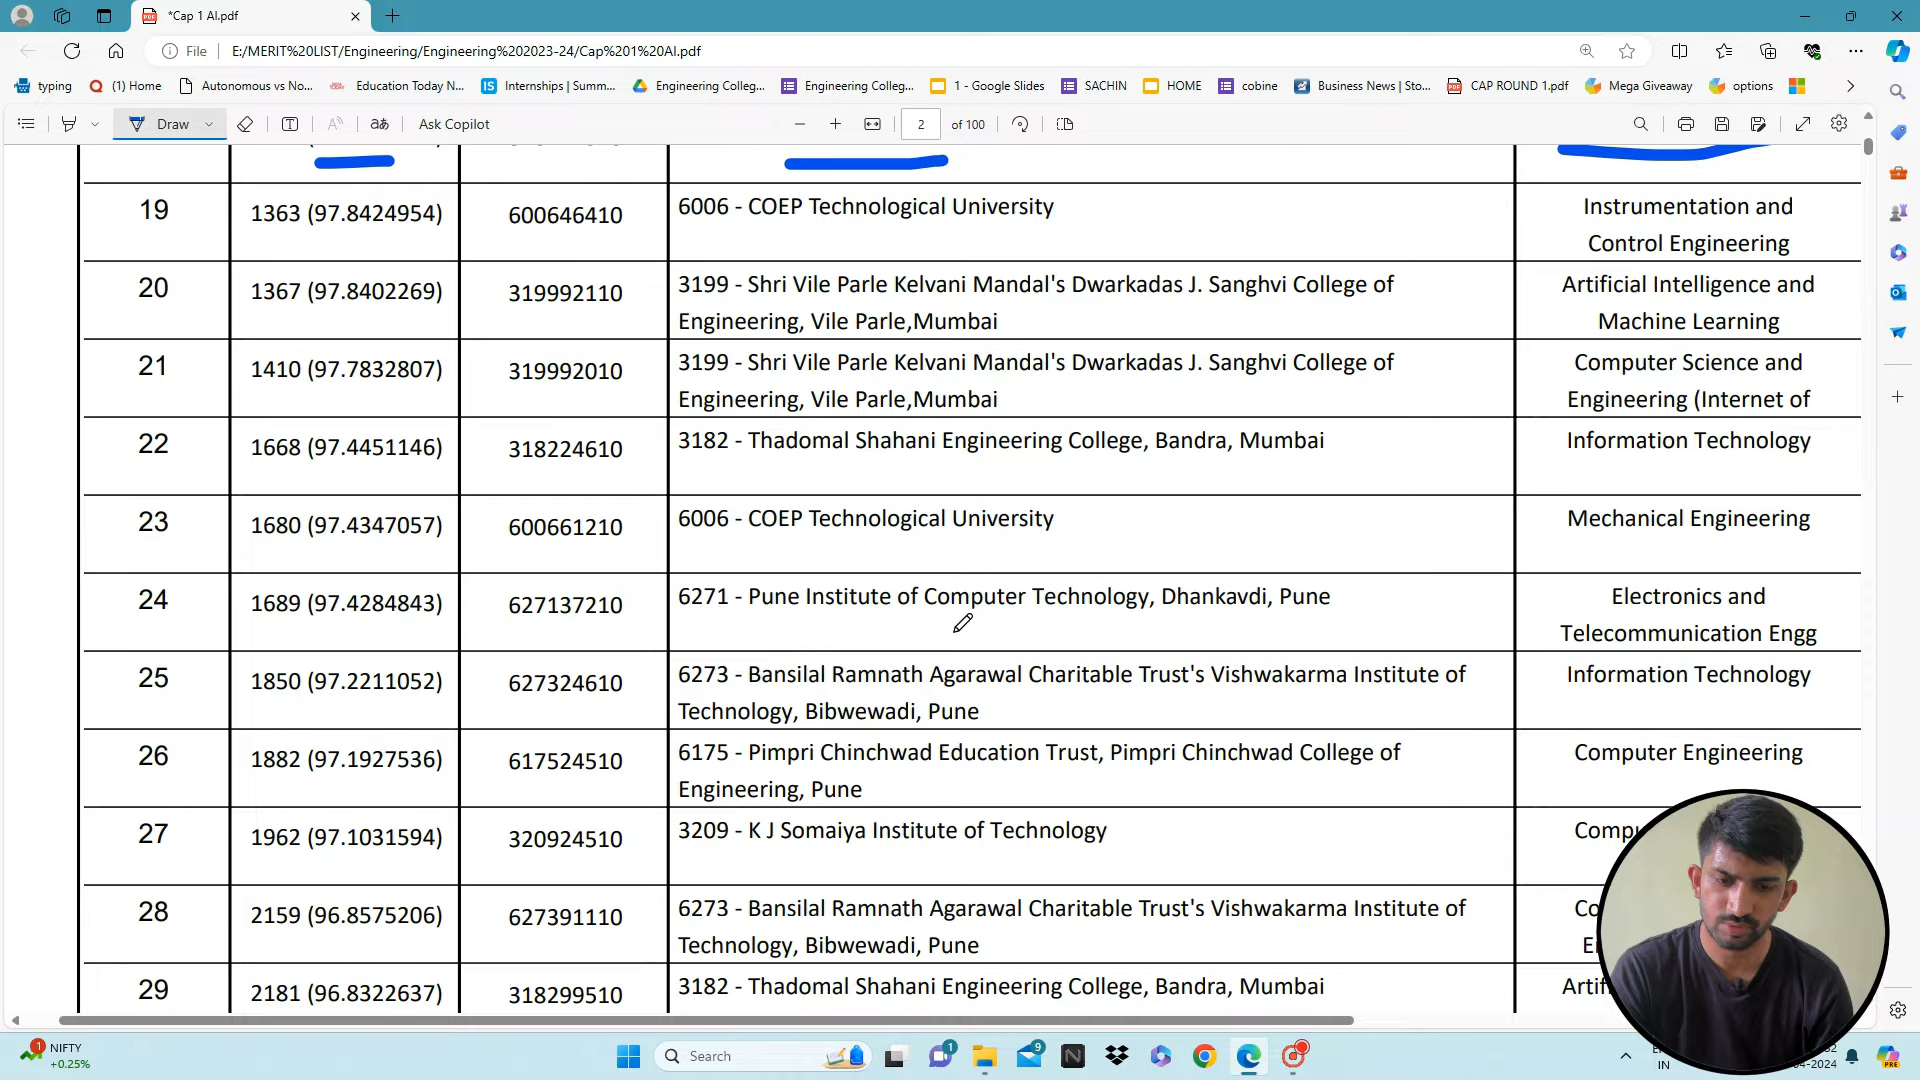 *Cap 1 AI.pdf
File
E:/MERIT%20LIST/Engineering/Engineering%202023-24/Cap%201%20AI.pdf
typing
(1) Home
Autonomous vs No...
Education Today N...
Internships | Summ...
Engineering Colleg...
Engineering Colleg...
1 - Google Slides
SACHIN
HOME
cobine
Business News | Sto...
CAP ROUND 1.pdf
Mega Giveaway
options
Draw
Ask Copilot
2 of 100
19 1363 (97.8424954) 600646410 6006 - COEP Technological University Instrumentation and
Control Engineering
20 1367 (97.8402269) 319992110 3199 - Shri Vile Parle Kelvani Mandal's Dwarkadas J. Sanghvi College of Artificial Intelligence and
Engineering, Vile Parle,Mumbai Machine Learning
21 1410 (97.7832807) 319992010 3199 - Shri Vile Parle Kelvani Mandal's Dwarkadas J. Sanghvi College of Computer Science and
Engineering, Vile Parle,Mumbai Engineering (Internet of
22 1668 (97.4451146) 318224610 3182 - Thadomal Shahani Engineering College, Bandra, Mumbai Information Technology
23 1680 (97.4347057) 600661210 6006 - COEP Technological University Mechanical Engineering
24 1689 (97.4284843) 627137210 6271 - Pune Institute of Computer Technology, Dhankavdi, Pune Electronics and
Telecommunication Engg
25 1850 (97.2211052) 627324610 6273 - Bansilal Ramnath Agarawal Charitable Trust's Vishwakarma Institute of Information Technology
Technology, Bibwewadi, Pune
26 1882 (97.1927536) 617524510 6175 - Pimpri Chinchwad Education Trust, Pimpri Chinchwad College of Computer Engineering
Engineering, Pune
27 1962 (97.1031594) 320924510 3209 - K J Somaiya Institute of Technology
28 2159 (96.8575206) 627391110 6273 - Bansilal Ramnath Agarawal Charitable Trust's Vishwakarma Institute of
Technology, Bibwewadi, Pune
29 2181 (96.8322637) 318299510 3182 - Thadomal Shahani Engineering College, Bandra, Mumbai
NIFTY
+0.25%
Search
IN